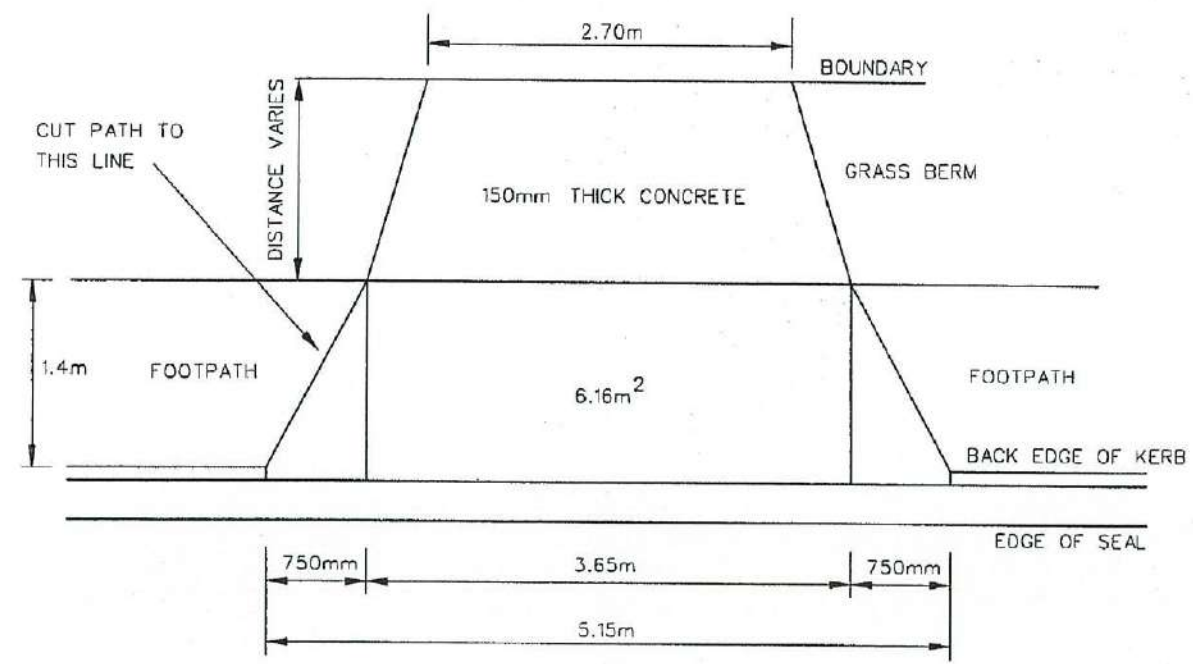 2.70m
BOUNDARY
DISTANCE VARIES
CUT PATH TO
THIS LINE
GRASS BERM
150mm THICK CONCRETE
1.4m
FOOTPATH
6.16m²
FOOTPATH
BACK EDGE OF KERB
EDGE OF SEAL
750mm
3.65m
750mm
5.15m